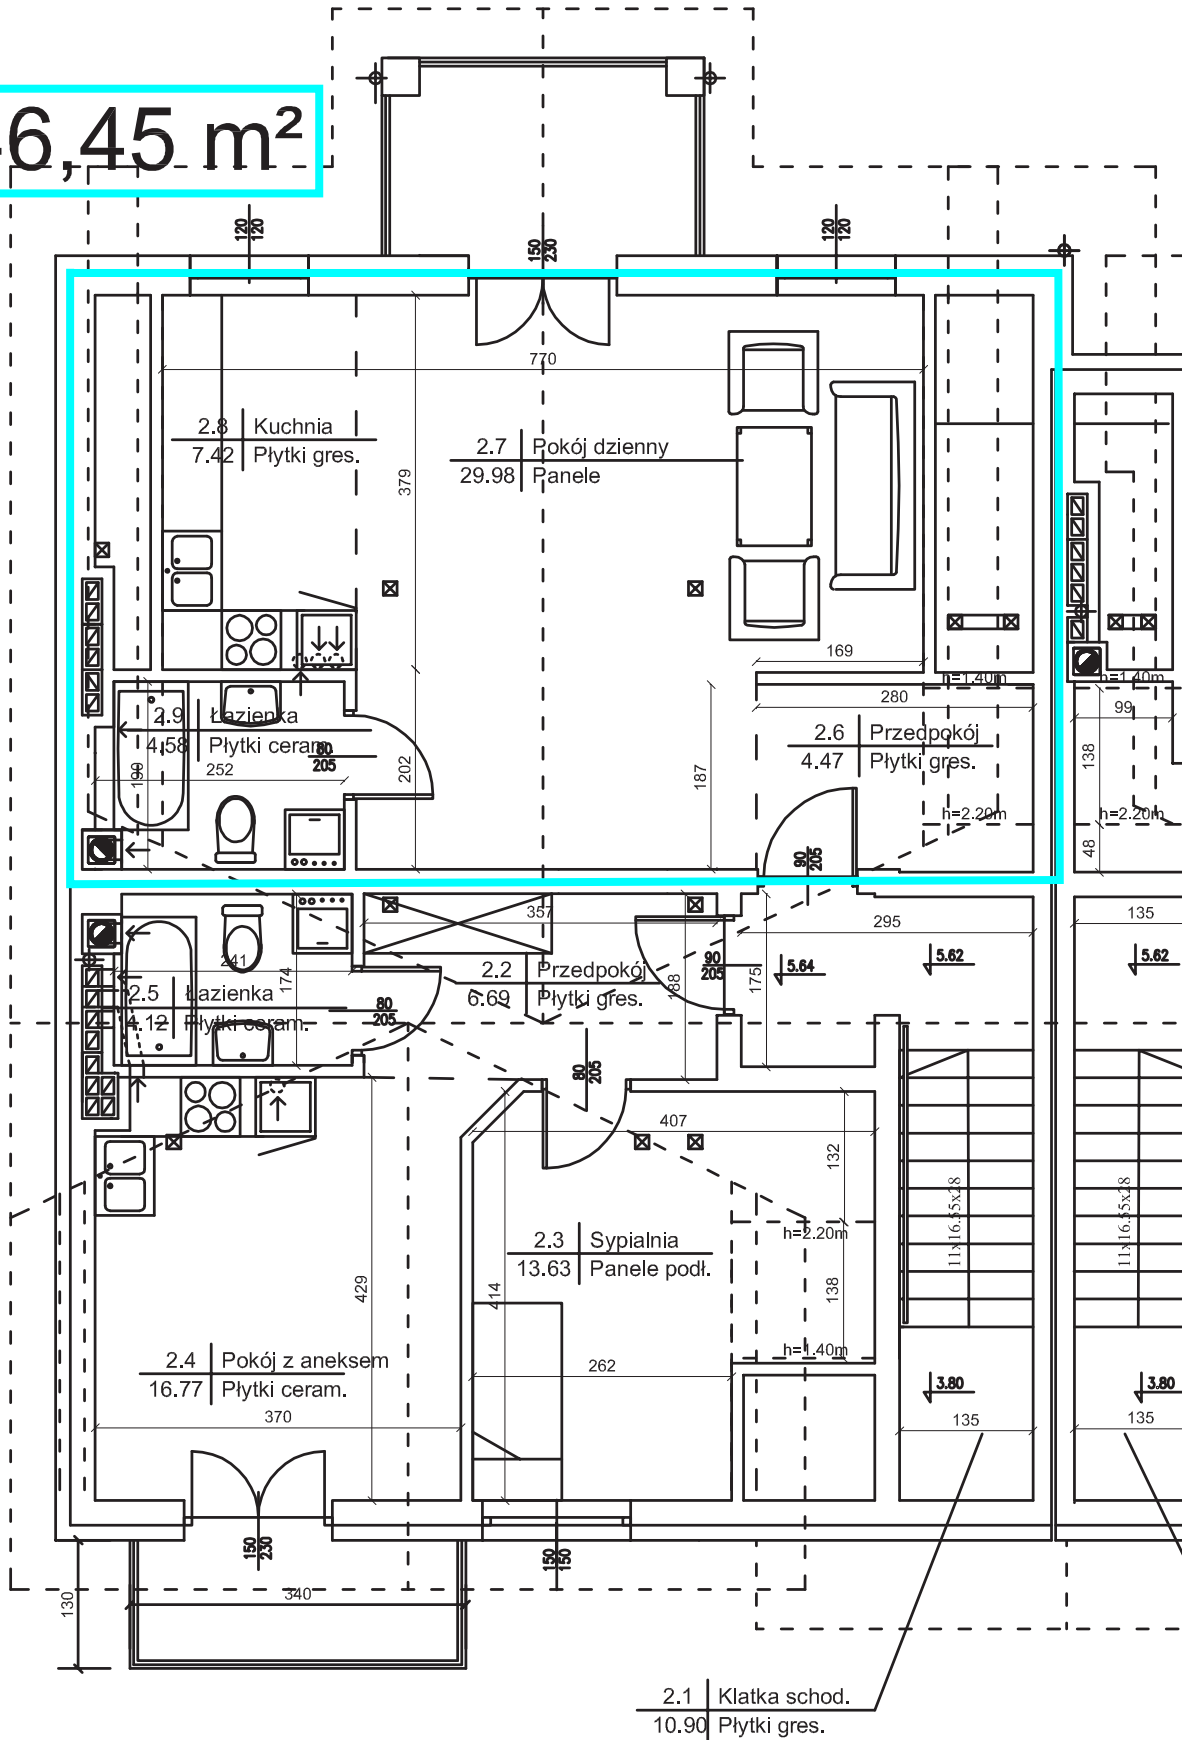 46,45 m²
120
120
150
230
120
120
770
2.8 Kuchnia
7.42 Płytki gres.
2.7 Pokój dzienny
29.98 Panele
379
169
h=1.40m
h=1.40m
280
99
2.9 Łazienka
4.58 Płytki ceram.
80
205
2.6 Przedpokój
4.47 Płytki gres.
190
252
202
187
138
h=2.20m
h=2.20m
48
90
205
357
295
135
241
174
2.5 Łazienka
4.12 Płytki ceram.
80
205
2.2 Przedpokój
6.69 Płytki gres.
188
90
205
175
5.64
5.62
5.62
80
205
407
132
11x16.55x28
11x16.55x28
2.3 Sypialnia
13.63 Panele podł.
h=2.20m
429
414
138
h=1.40m
2.4 Pokój z aneksem
16.77 Płytki ceram.
262
3.80
3.80
370
135
135
150
230
150
150
130
340
2.1 Klatka schod.
10.90 Płytki gres.